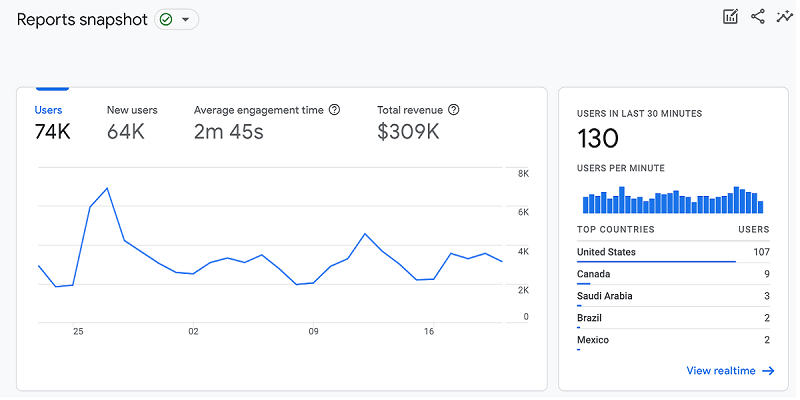 Reports snapshot
Users
74K
New users
64K
Average engagement time
2m 45s
Total revenue
$309K
8K
6K
4K
2K
0
25 02 09 16
USERS IN LAST 30 MINUTES
130
USERS PER MINUTE
TOP COUNTRIES USERS
United States 107
Canada 9
Saudi Arabia 3
Brazil 2
Mexico 2
View realtime